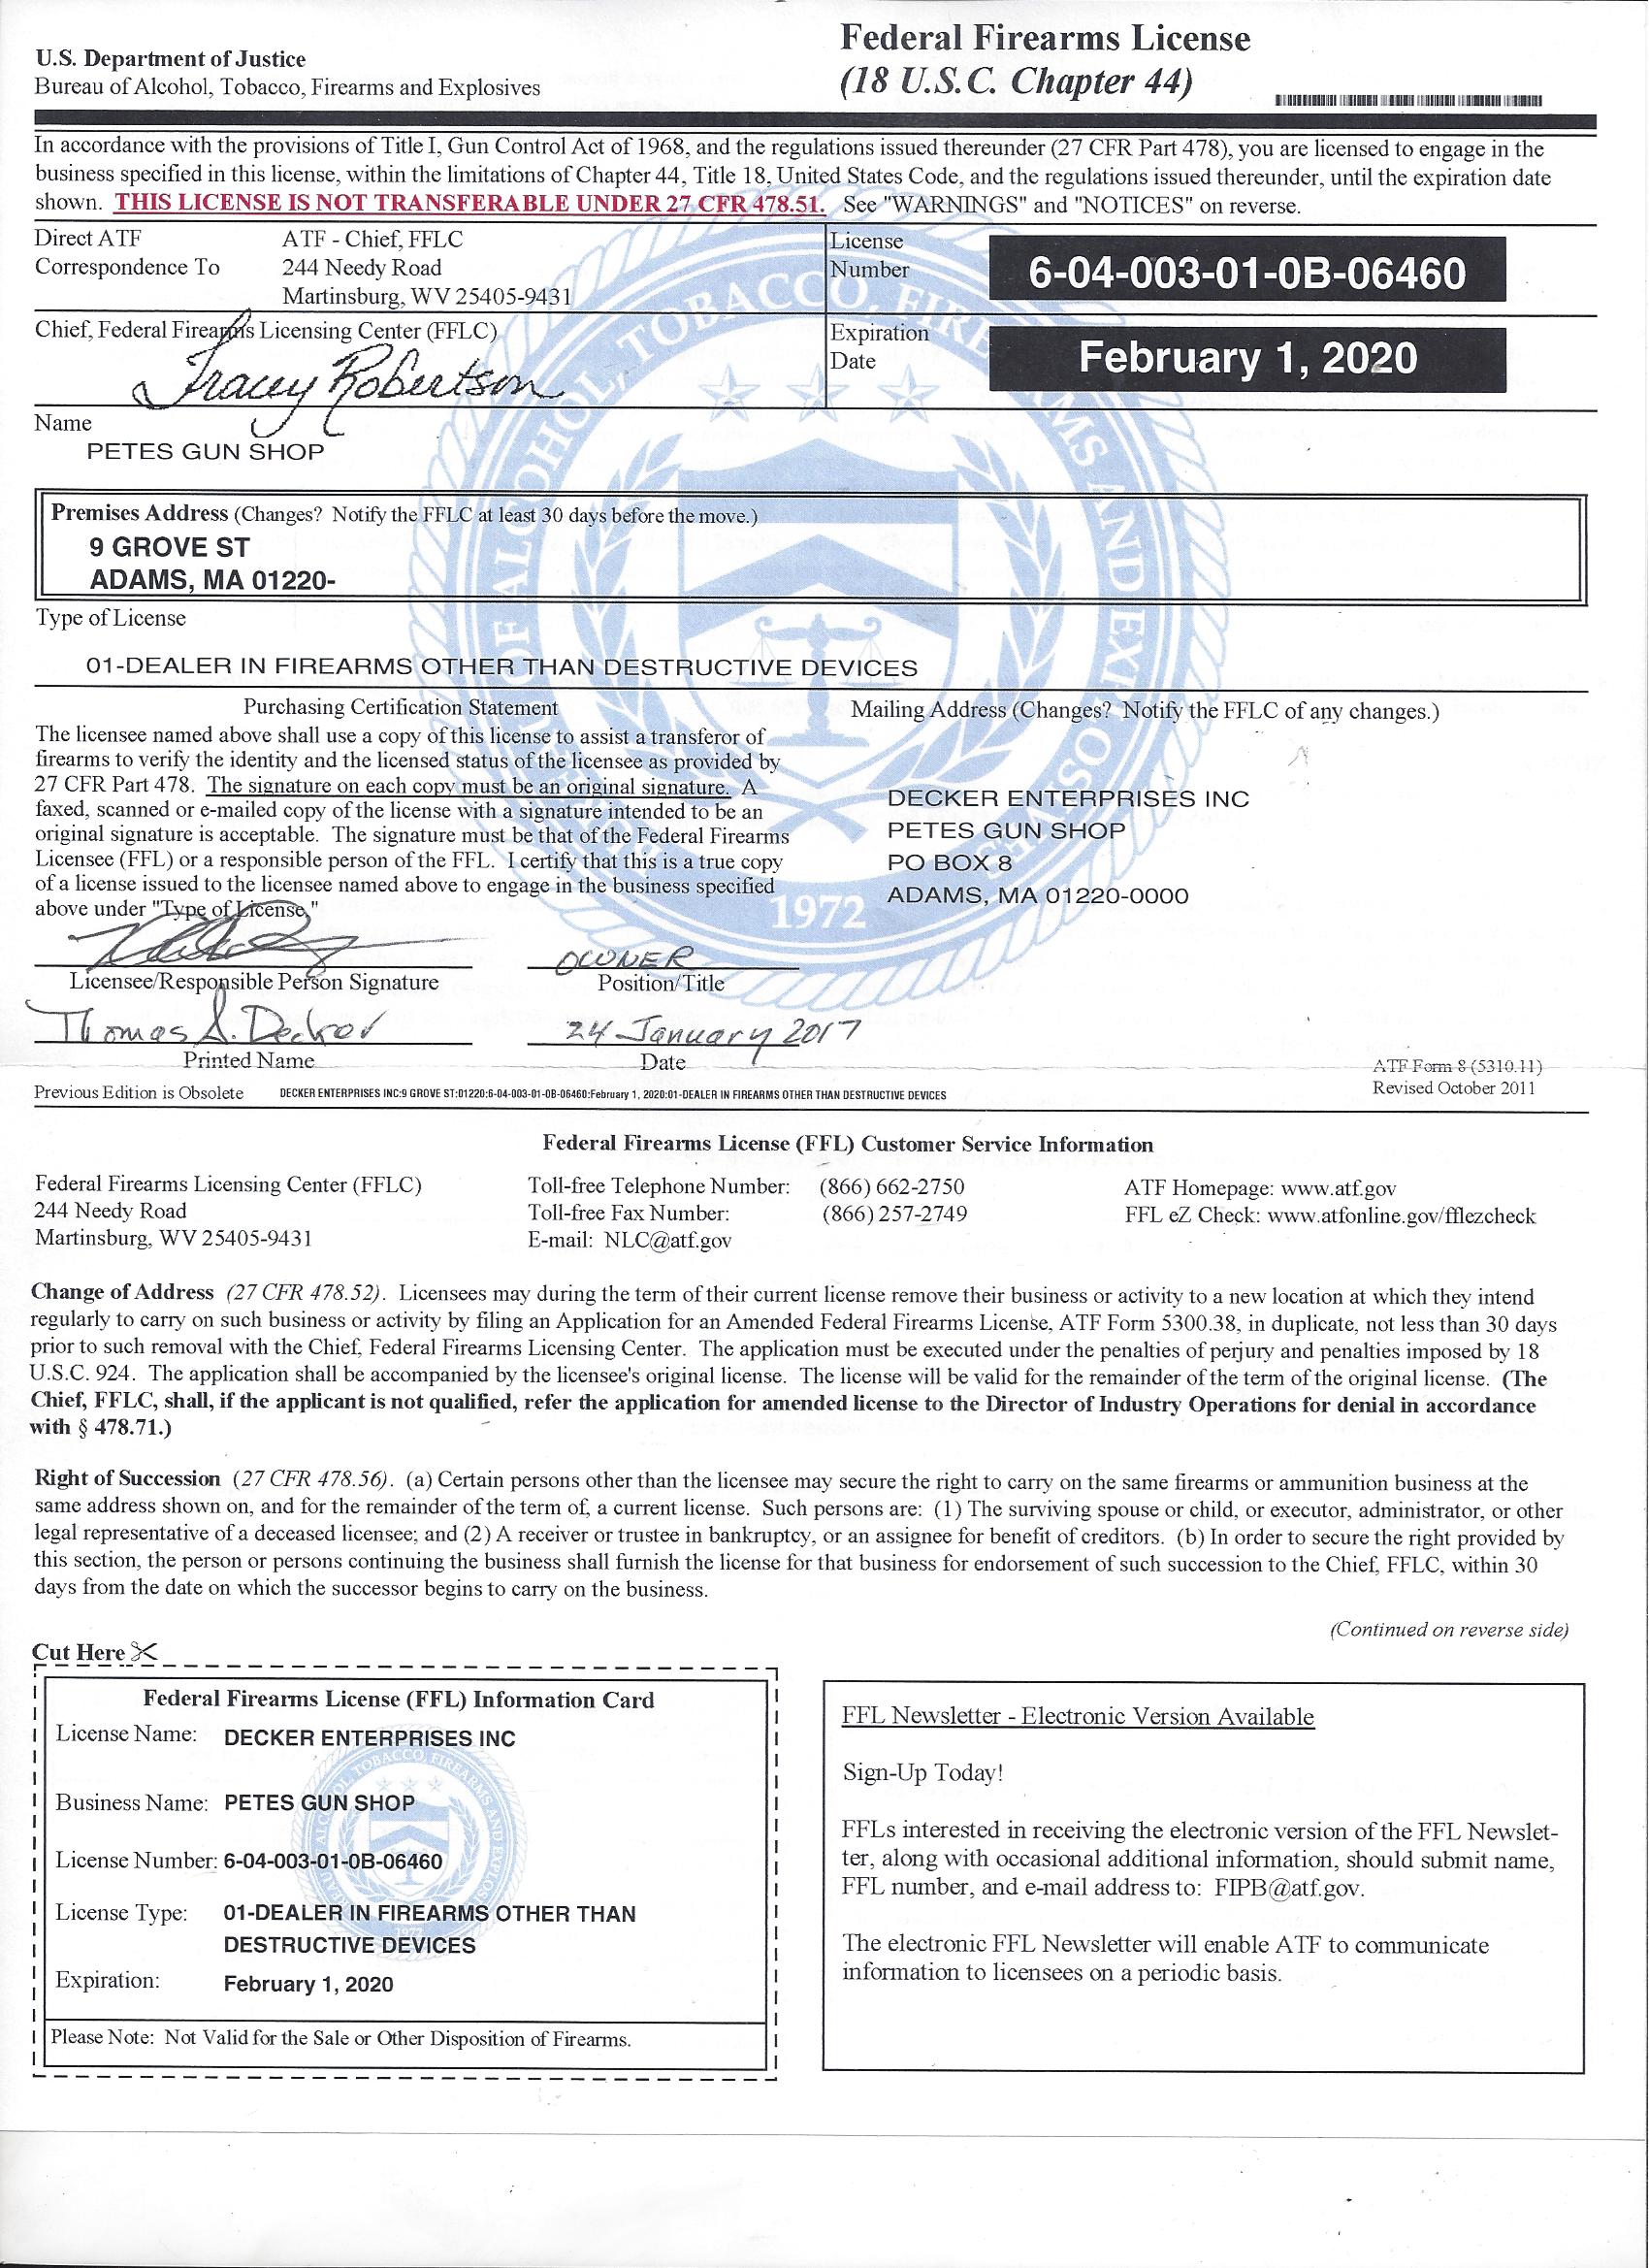 U.S. Department of Justice
Bureau of Alcohol, Tobacco, Firearms and Explosives
Federal Firearms License
(18 U.S.C. Chapter 44)
In accordance with the provisions of Title I, Gun Control Act of 1968, and the regulations issued thereunder (27 CFR Part 478), you are licensed to engage in the
business specified in this license, within the limitations of Chapter 44, Title 18, United States Code, and the regulations issued thereunder, until the expiration date
shown. THIS LICENSE IS NOT TRANSFERABLE UNDER 27 CFR 478.51. See "WARNINGS" and "NOTICES" on reverse.
Direct ATF
Correspondence To
ATF - Chief, FFLC
244 Needy Road
Martinsburg, WV 25405-9431
License
Number
6-04-003-01-0B-06460
Chief, Federal Firearms Licensing Center (FFLC)
Tracey Robertson
Expiration
Date
February 1, 2020
Name
PETES GUN SHOP
Premises Address (Changes? Notify the FFLC at least 30 days before the move.)
9 GROVE ST
ADAMS, MA 01220-
Type of License
01-DEALER IN FIREARMS OTHER THAN DESTRUCTIVE DEVICES
Purchasing Certification Statement
The licensee named above shall use a copy of this license to assist a transferor of
firearms to verify the identity and the licensed status of the licensee as provided by
27 CFR Part 478. The signature on each copy must be an original signature. A
faxed, scanned or e-mailed copy of the license with a signature intended to be an
original signature is acceptable. The signature must be that of the Federal Firearms
Licensee (FFL) or a responsible person of the FFL. I certify that this is a true copy
of a license issued to the licensee named above to engage in the business specified
above under "Type of License."
Mailing Address (Changes? Notify the FFLC of any changes.)
DECKER ENTERPRISES INC
PETES GUN SHOP
PO BOX 8
ADAMS, MA 01220-0000
1972
Licensee/Responsible Person Signature
OWNER
Position/Title
Thomas S. Decker
Printed Name
24 January 2017
Date
ATF Form 8 (5310.11)
Revised October 2011
Previous Edition is Obsolete
DECKER ENTERPRISES INC:9 GROVE ST:01220:6-04-003-01-0B-06460:February 1, 2020:01-DEALER IN FIREARMS OTHER THAN DESTRUCTIVE DEVICES
Federal Firearms License (FFL) Customer Service Information
Federal Firearms Licensing Center (FFLC)
244 Needy Road
Martinsburg, WV 25405-9431
Toll-free Telephone Number: (866) 662-2750
Toll-free Fax Number: (866) 257-2749
E-mail: NLC@atf.gov
ATF Homepage: www.atf.gov
FFL eZ Check: www.atfonline.gov/fflezcheck
Change of Address (27 CFR 478.52). Licensees may during the term of their current license remove their business or activity to a new location at which they intend
regularly to carry on such business or activity by filing an Application for an Amended Federal Firearms License, ATF Form 5300.38, in duplicate, not less than 30 days
prior to such removal with the Chief, Federal Firearms Licensing Center. The application must be executed under the penalties of perjury and penalties imposed by 18
U.S.C. 924. The application shall be accompanied by the licensee's original license. The license will be valid for the remainder of the term of the original license. (The
Chief, FFLC, shall, if the applicant is not qualified, refer the application for amended license to the Director of Industry Operations for denial in accordance
with § 478.71.)
Right of Succession (27 CFR 478.56). (a) Certain persons other than the licensee may secure the right to carry on the same firearms or ammunition business at the
same address shown on, and for the remainder of the term of, a current license. Such persons are: (1) The surviving spouse or child, or executor, administrator, or other
legal representative of a deceased licensee; and (2) A receiver or trustee in bankruptcy, or an assignee for benefit of creditors. (b) In order to secure the right provided by
this section, the person or persons continuing the business shall furnish the license for that business for endorsement of such succession to the Chief, FFLC, within 30
days from the date on which the successor begins to carry on the business.
(Continued on reverse side)
Cut Here
Federal Firearms License (FFL) Information Card
License Name: DECKER ENTERPRISES INC
Business Name: PETES GUN SHOP
License Number: 6-04-003-01-0B-06460
License Type: 01-DEALER IN FIREARMS OTHER THAN
DESTRUCTIVE DEVICES
Expiration: February 1, 2020
Please Note: Not Valid for the Sale or Other Disposition of Firearms.
FFL Newsletter - Electronic Version Available
Sign-Up Today!
FFLs interested in receiving the electronic version of the FFL Newslet-
ter, along with occasional additional information, should submit name,
FFL number, and e-mail address to: FIPB@atf.gov.
The electronic FFL Newsletter will enable ATF to communicate
information to licensees on a periodic basis.